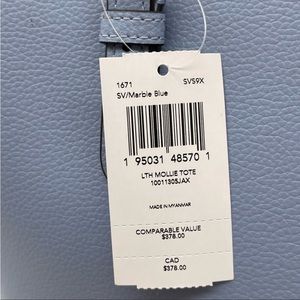 1671 SVS9X
SV/Marble Blue
1 95031 48570 1
LTH MOLLIE TOTE
10011305JAX
MADE IN MYANMAR
COMPARABLE VALUE
$378.00
CAD
$378.00